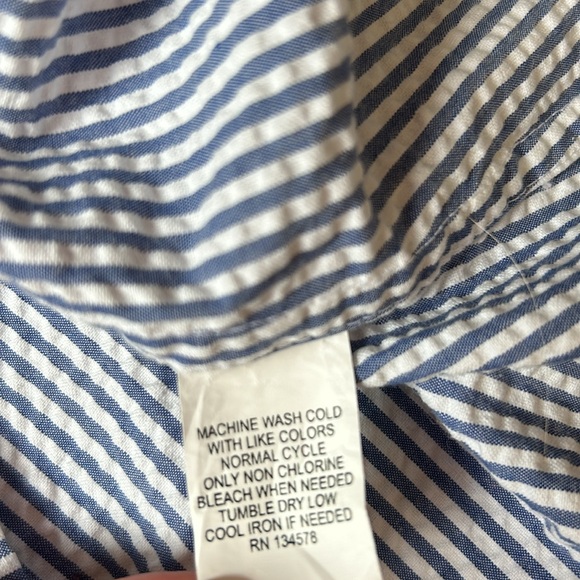 MACHINE WASH COLD
WITH LIKE COLORS
NORMAL CYCLE
ONLY NON CHLORINE
BLEACH WHEN NEEDED
TUMBLE DRY LOW
COOL IRON IF NEEDED
RN 134578